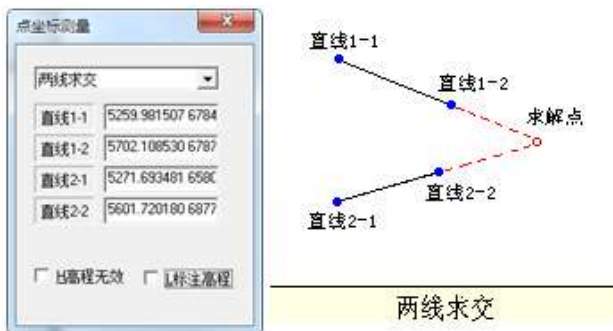 点坐标测量
两线求交
直线1-1 5259.981507 6784
直线1-2 5702.108530 6787
直线2-1 5271.693481 6580
直线2-2 5601.720180 6877
H高程无效 L标注高程
直线1-1
直线1-2
求解点
直线2-2
直线2-1
两线求交